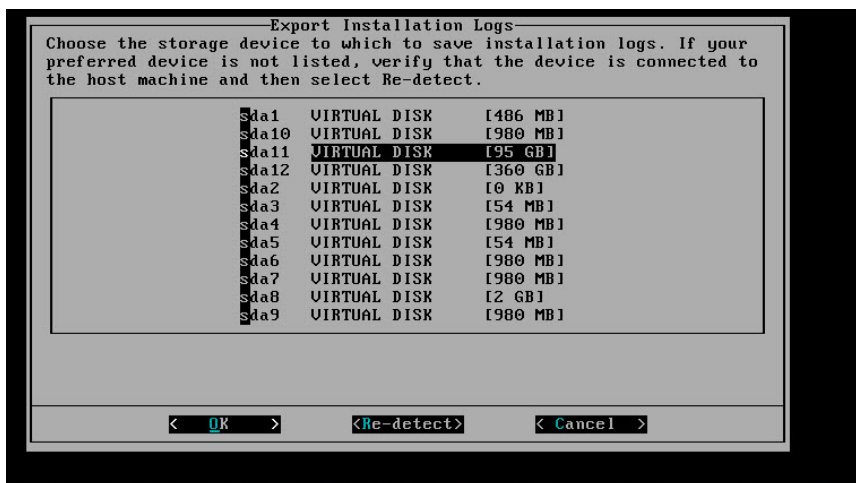 Export Installation Logs
Choose the storage device to which to save installation logs. If your
preferred device is not listed, verify that the device is connected to
the host machine and then select Re-detect.
sda1 VIRTUAL DISK [486 MB]
sda10 VIRTUAL DISK [980 MB]
sda11 VIRTUAL DISK [95 GB]
sda12 VIRTUAL DISK [360 GB]
sda2 VIRTUAL DISK [0 KB]
sda3 VIRTUAL DISK [54 MB]
sda4 VIRTUAL DISK [980 MB]
sda5 VIRTUAL DISK [54 MB]
sda6 VIRTUAL DISK [980 MB]
sda7 VIRTUAL DISK [980 MB]
sda8 VIRTUAL DISK [2 GB]
sda9 VIRTUAL DISK [980 MB]
< OK > <Re-detect> < Cancel >